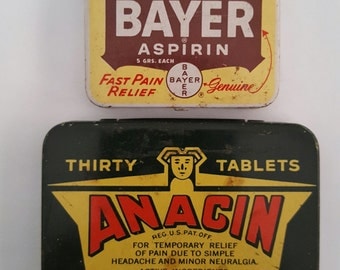 BAYER
ASPIRIN
5 GRS. EACH
FAST PAIN RELIEF
BAYER
BAYER
Genuine
THIRTY TABLETS
ANACIN
REG. U.S. PAT. OFF.
FOR TEMPORARY RELIEF
OF PAIN DUE TO SIMPLE
HEADACHE AND MINOR NEURALGIA.